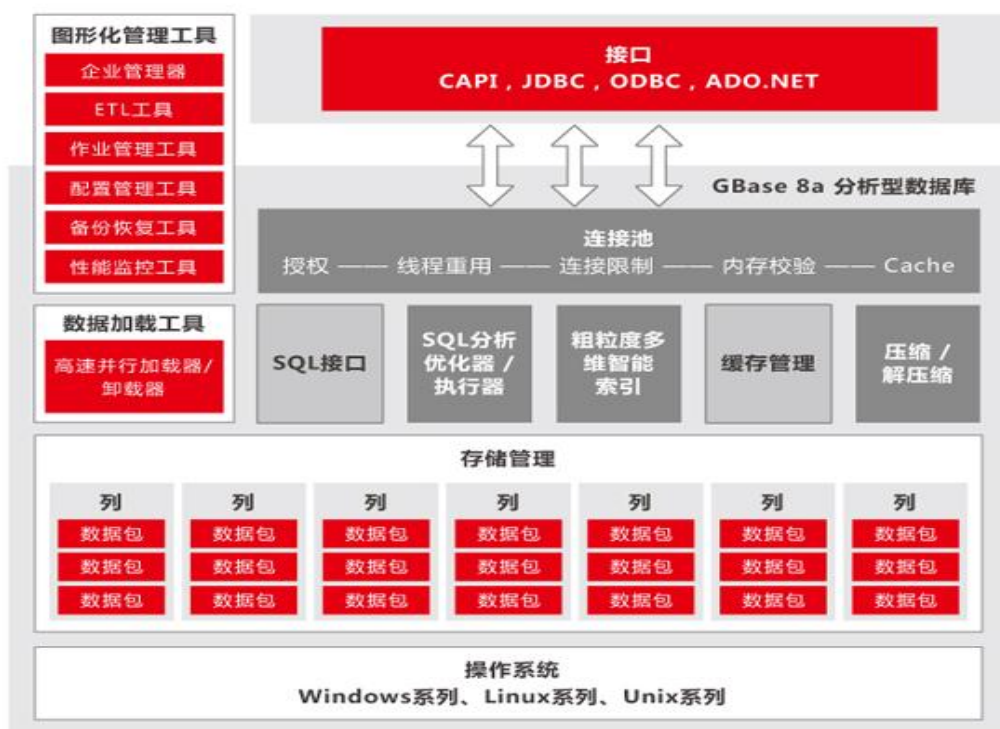 图形化管理工具
企业管理器
ETL工具
作业管理工具
配置管理工具
备份恢复工具
性能监控工具
接口
CAPI , JDBC , ODBC , ADO.NET
GBase 8a 分析型数据库
连接池
授权 —— 线程重用 —— 连接限制 —— 内存校验 —— Cache
数据加载工具
高速并行加载器/
卸载器
SQL接口
SQL分析
优化器 /
执行器
粗粒度多
维智能
索引
缓存管理
压缩 /
解压缩
存储管理
列 列 列 列 列 列 列
数据包 数据包 数据包 数据包 数据包 数据包 数据包
数据包 数据包 数据包 数据包 数据包 数据包 数据包
数据包 数据包 数据包 数据包 数据包 数据包 数据包
操作系统
Windows系列、Linux系列、Unix系列